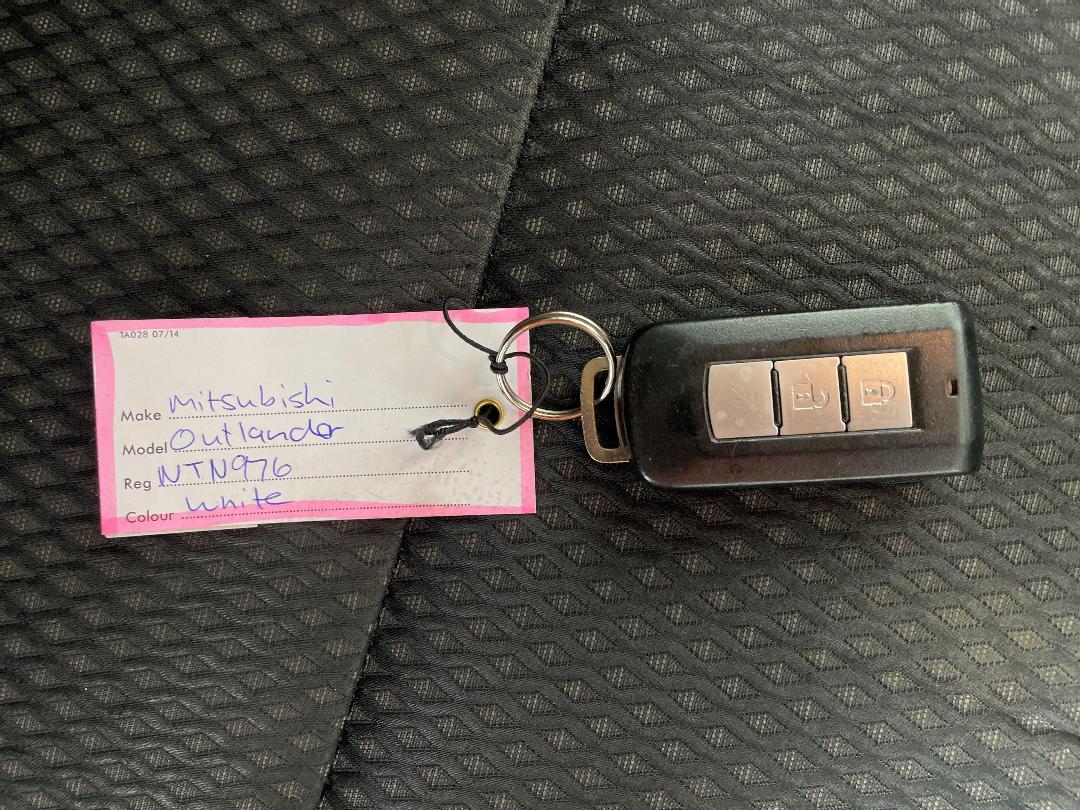 TA028 07/14
Make Mitsubishi
Model Outlander
Reg NTN976
Colour White